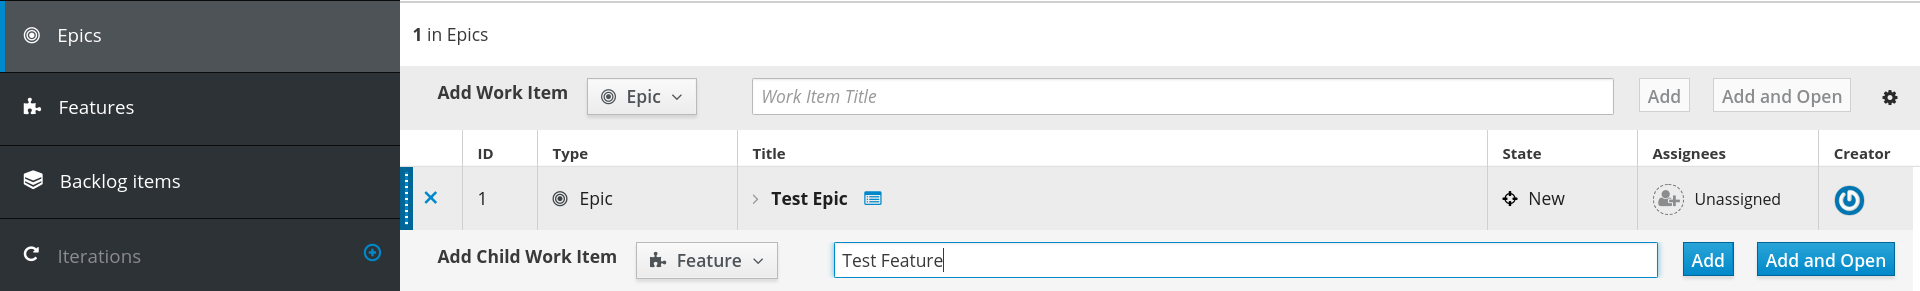 Epics
Features
Backlog items
Iterations
1 in Epics
Add Work Item Epic Work Item Title Add Add and Open
ID Type Title State Assignees Creator
1 Epic Test Epic New Unassigned
Add Child Work Item Feature Test Feature Add Add and Open